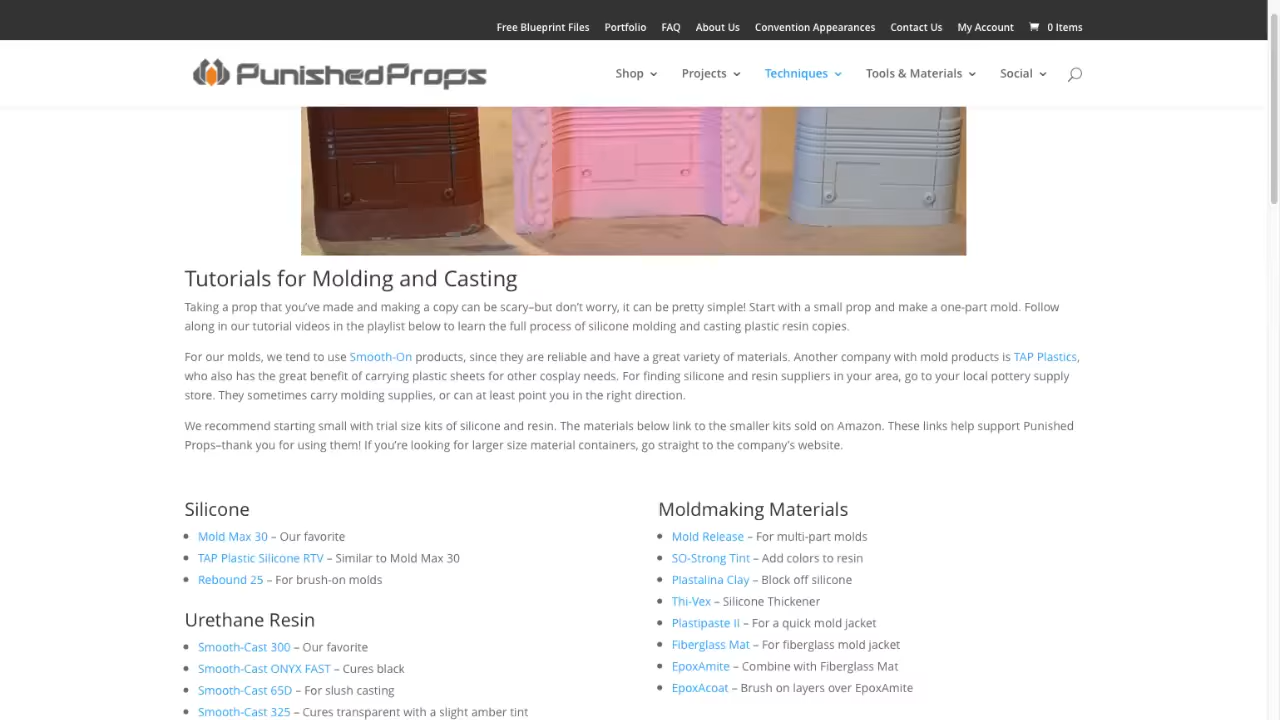 Free Blueprint Files Portfolio FAQ About Us Convention Appearances Contact Us My Account 0 Items
PunishedProps Shop Projects Techniques Tools & Materials Social
Tutorials for Molding and Casting
Taking a prop that you’ve made and making a copy can be scary–but don’t worry, it can be pretty simple! Start with a small prop and make a one-part mold. Follow
along in our tutorial videos in the playlist below to learn the full process of silicone molding and casting plastic resin copies.
For our molds, we tend to use Smooth-On products, since they are reliable and have a great variety of materials. Another company with mold products is TAP Plastics,
who also has the great benefit of carrying plastic sheets for other cosplay needs. For finding silicone and resin suppliers in your area, go to your local pottery supply
store. They sometimes carry molding supplies, or can at least point you in the right direction.
We recommend starting small with trial size kits of silicone and resin. The materials below link to the smaller kits sold on Amazon. These links help support Punished
Props–thank you for using them! If you’re looking for larger size material containers, go straight to the company’s website.
Silicone
Mold Max 30 – Our favorite
TAP Plastic Silicone RTV – Similar to Mold Max 30
Rebound 25 – For brush-on molds
Urethane Resin
Smooth-Cast 300 – Our favorite
Smooth-Cast ONYX FAST – Cures black
Smooth-Cast 65D – For slush casting
Smooth-Cast 325 – Cures transparent with a slight amber tint
Moldmaking Materials
Mold Release – For multi-part molds
SO-Strong Tint – Add colors to resin
Plastalina Clay – Block off silicone
Thi-Vex – Silicone Thickener
Plastipaste II – For a quick mold jacket
Fiberglass Mat – For fiberglass mold jacket
EpoxAmite – Combine with Fiberglass Mat
EpoxAcoat – Brush on layers over EpoxAmite